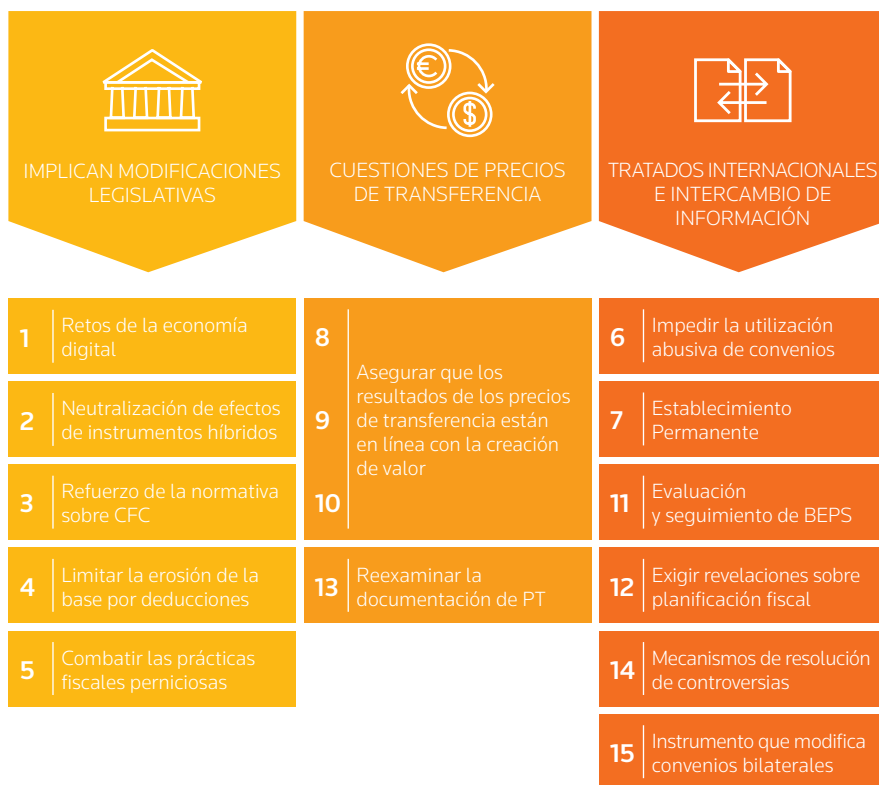 IMPLICAN MODIFICACIONES
LEGISLATIVAS
1
Retos de la economía
digital
2
Neutralización de efectos
de instrumentos híbridos
3
Refuerzo de la normativa
sobre CFC
4
Limitar la erosión de la
base por deducciones
5
Combatir las prácticas
fiscales perniciosas
€
$
CUESTIONES DE PRECIOS
DE TRANSFERENCIA
8
9
10
Asegurar que los
resultados de los precios
de transferencia están
en línea con la creación
de valor
13
Reexaminar la
documentación de PT
TRATADOS INTERNACIONALES
E INTERCAMBIO DE
INFORMACIÓN
6
Impedir la utilización
abusiva de convenios
7
Establecimiento
Permanente
11
Evaluación
y seguimiento de BEPS
12
Exigir revelaciones sobre
planificación fiscal
14
Mecanismos de resolución
de controversias
15
Instrumento que modifica
convenios bilaterales